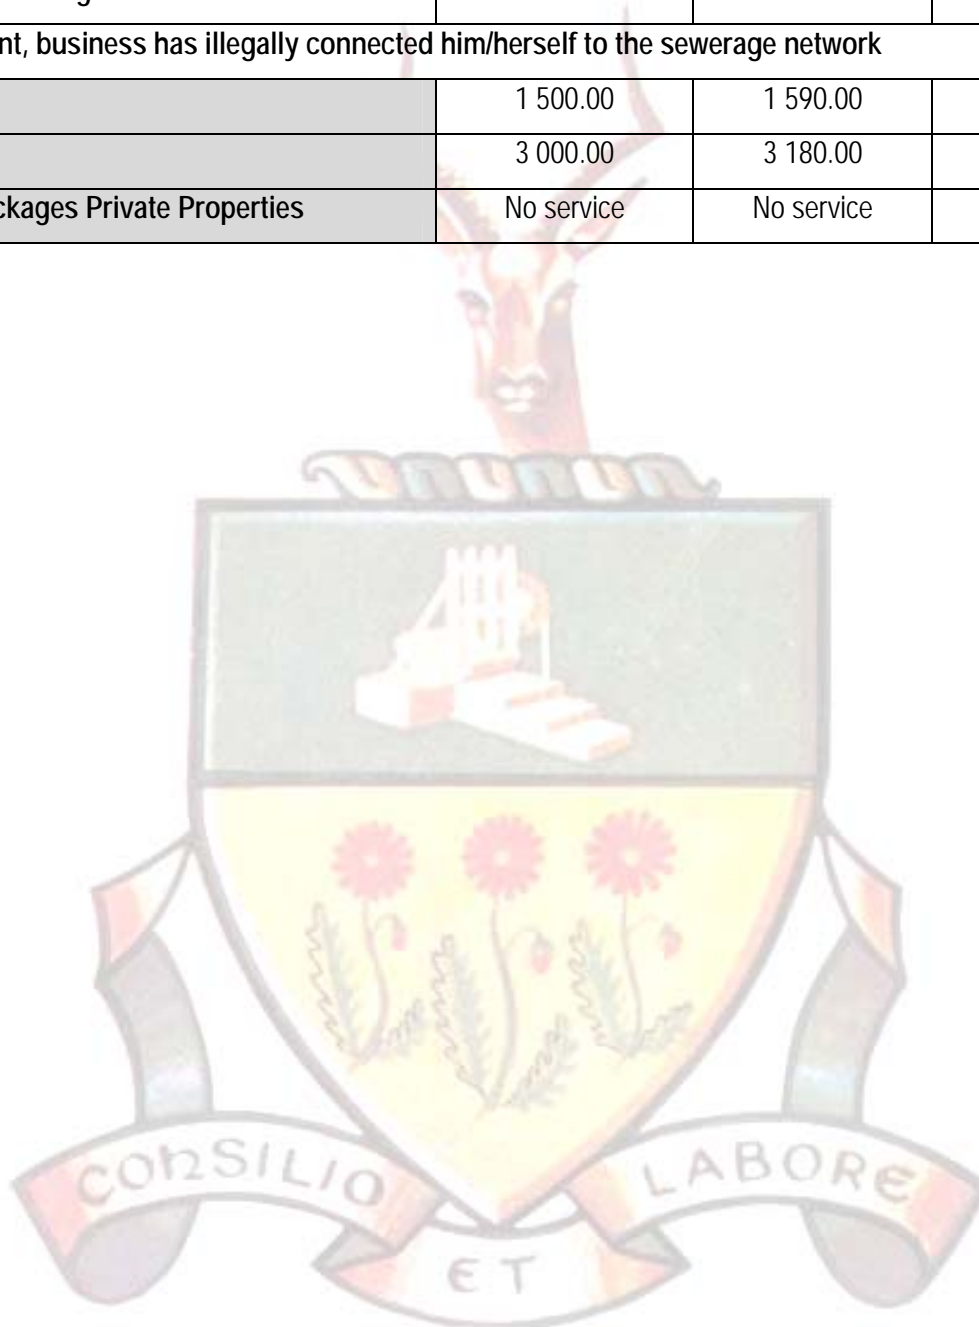 nt, business has illegally connected him/herself to the sewerage network
1 500.00 1 590.00
3 000.00 3 180.00
ckages Private Properties No service No service
CONSILIO ET LABORE